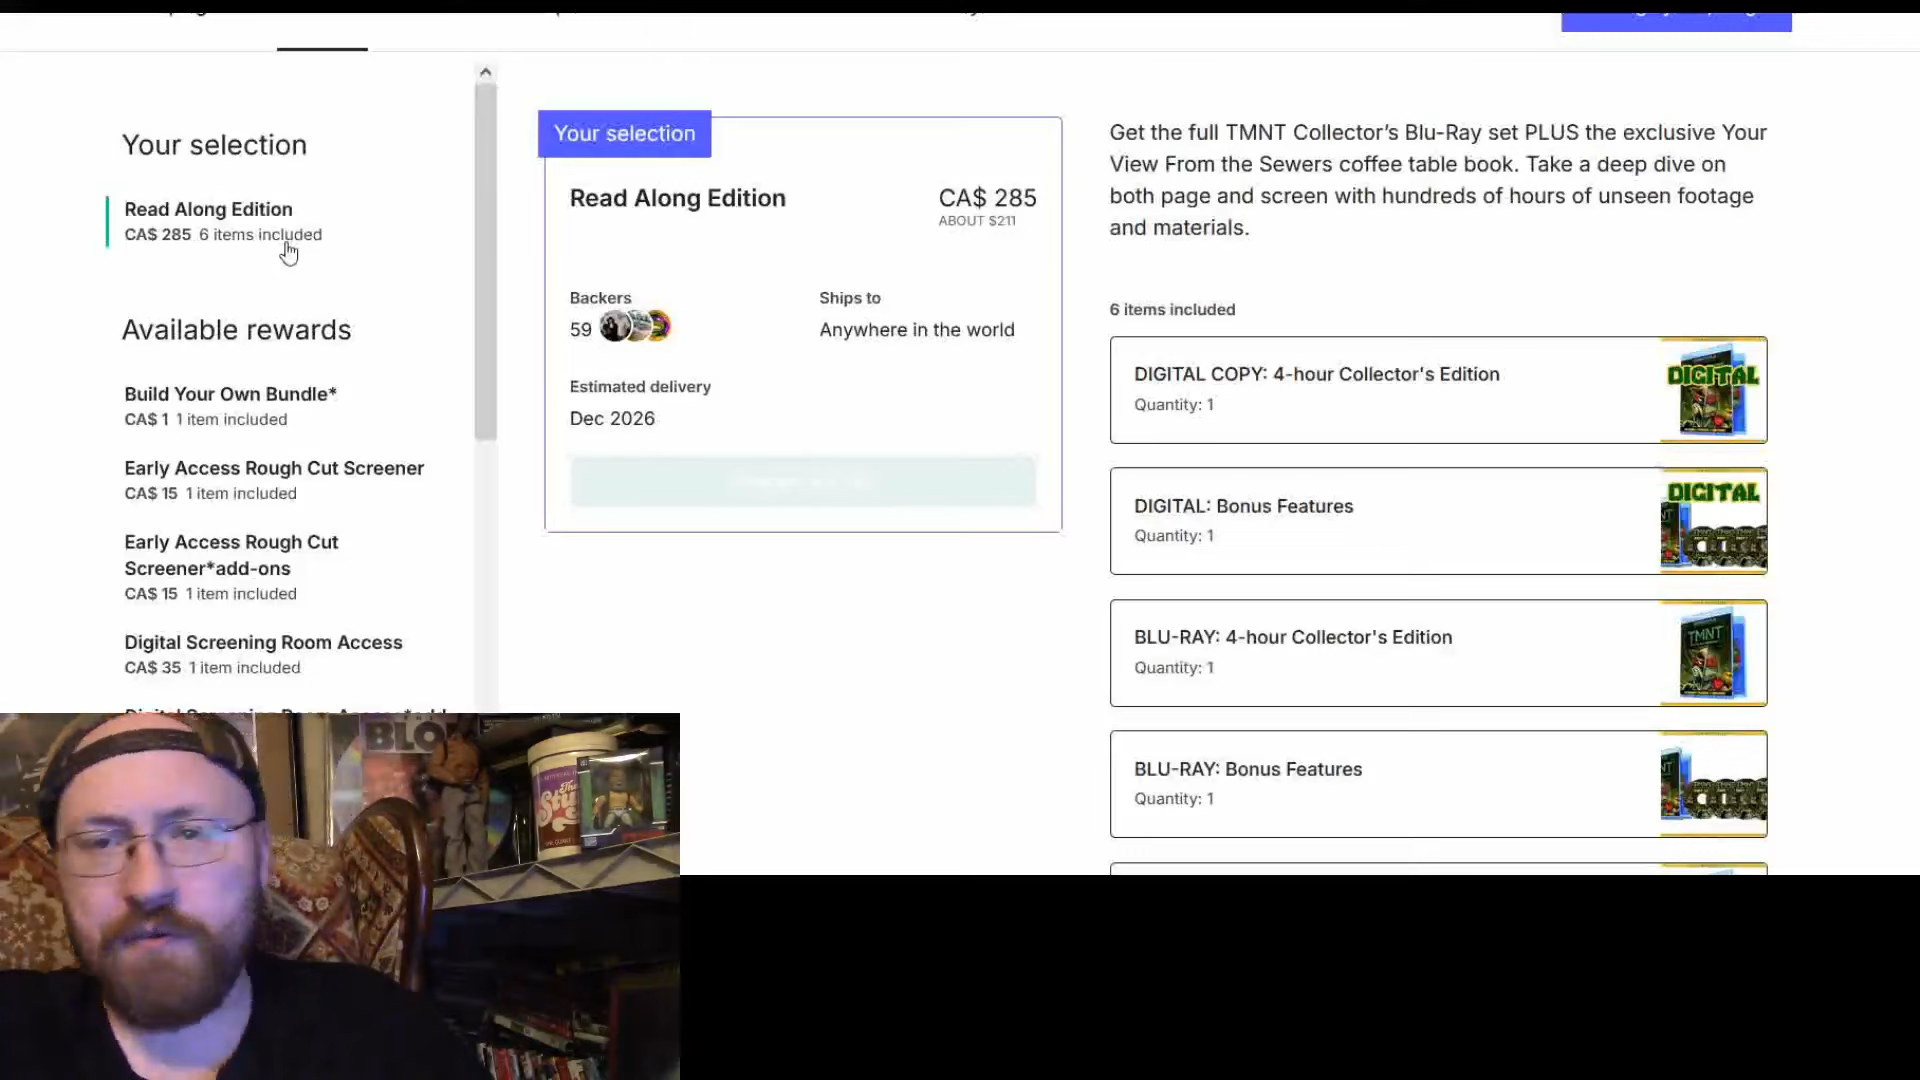 Your selection
Read Along Edition
CA$ 285 6 items included
Available rewards
Build Your Own Bundle*
CA$ 1 1 item included
Early Access Rough Cut Screener
CA$ 15 1 item included
Early Access Rough Cut
Screener*add-ons
CA$ 15 1 item included
Digital Screening Room Access
CA$ 35 1 item included
Your selection
Read Along Edition
CA$ 285
ABOUT $211
Backers
59
Ships to
Anywhere in the world
Estimated delivery
Dec 2026
Get the full TMNT Collector’s Blu-Ray set PLUS the exclusive Your
View From the Sewers coffee table book. Take a deep dive on
both page and screen with hundreds of hours of unseen footage
and materials.
6 items included
DIGITAL COPY: 4-hour Collector's Edition
Quantity: 1
DIGITAL
DIGITAL: Bonus Features
Quantity: 1
DIGITAL
BLU-RAY: 4-hour Collector's Edition
Quantity: 1
TMNT
BLU-RAY: Bonus Features
Quantity: 1
The